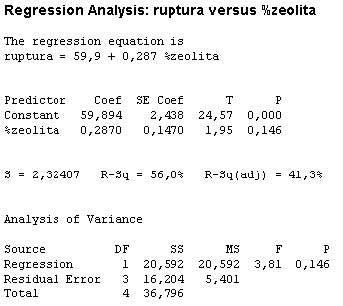 Regression Analysis: ruptura versus %zeolita
The regression equation is
ruptura = 59,9 + 0,287 %zeolita
Predictor Coef SE Coef T P
Constant 59,894 2,438 24,57 0,000
%zeolita 0,2870 0,1470 1,95 0,146
S = 2,32407 R-Sq = 56,0% R-Sq(adj) = 41,3%
Analysis of Variance
Source DF SS MS F P
Regression 1 20,592 20,592 3,81 0,146
Residual Error 3 16,204 5,401
Total 4 36,796